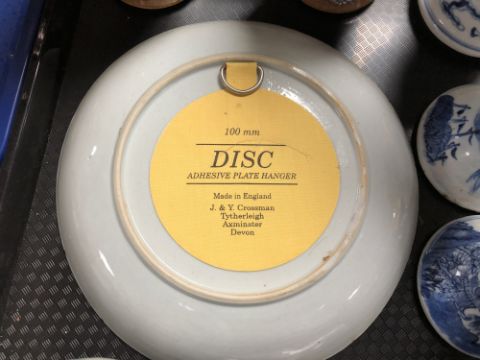 100 mm
DISC
ADHESIVE PLATE HANGER
Made in England
J. & Y. Crossman
Tytherleigh
Axminster
Devon